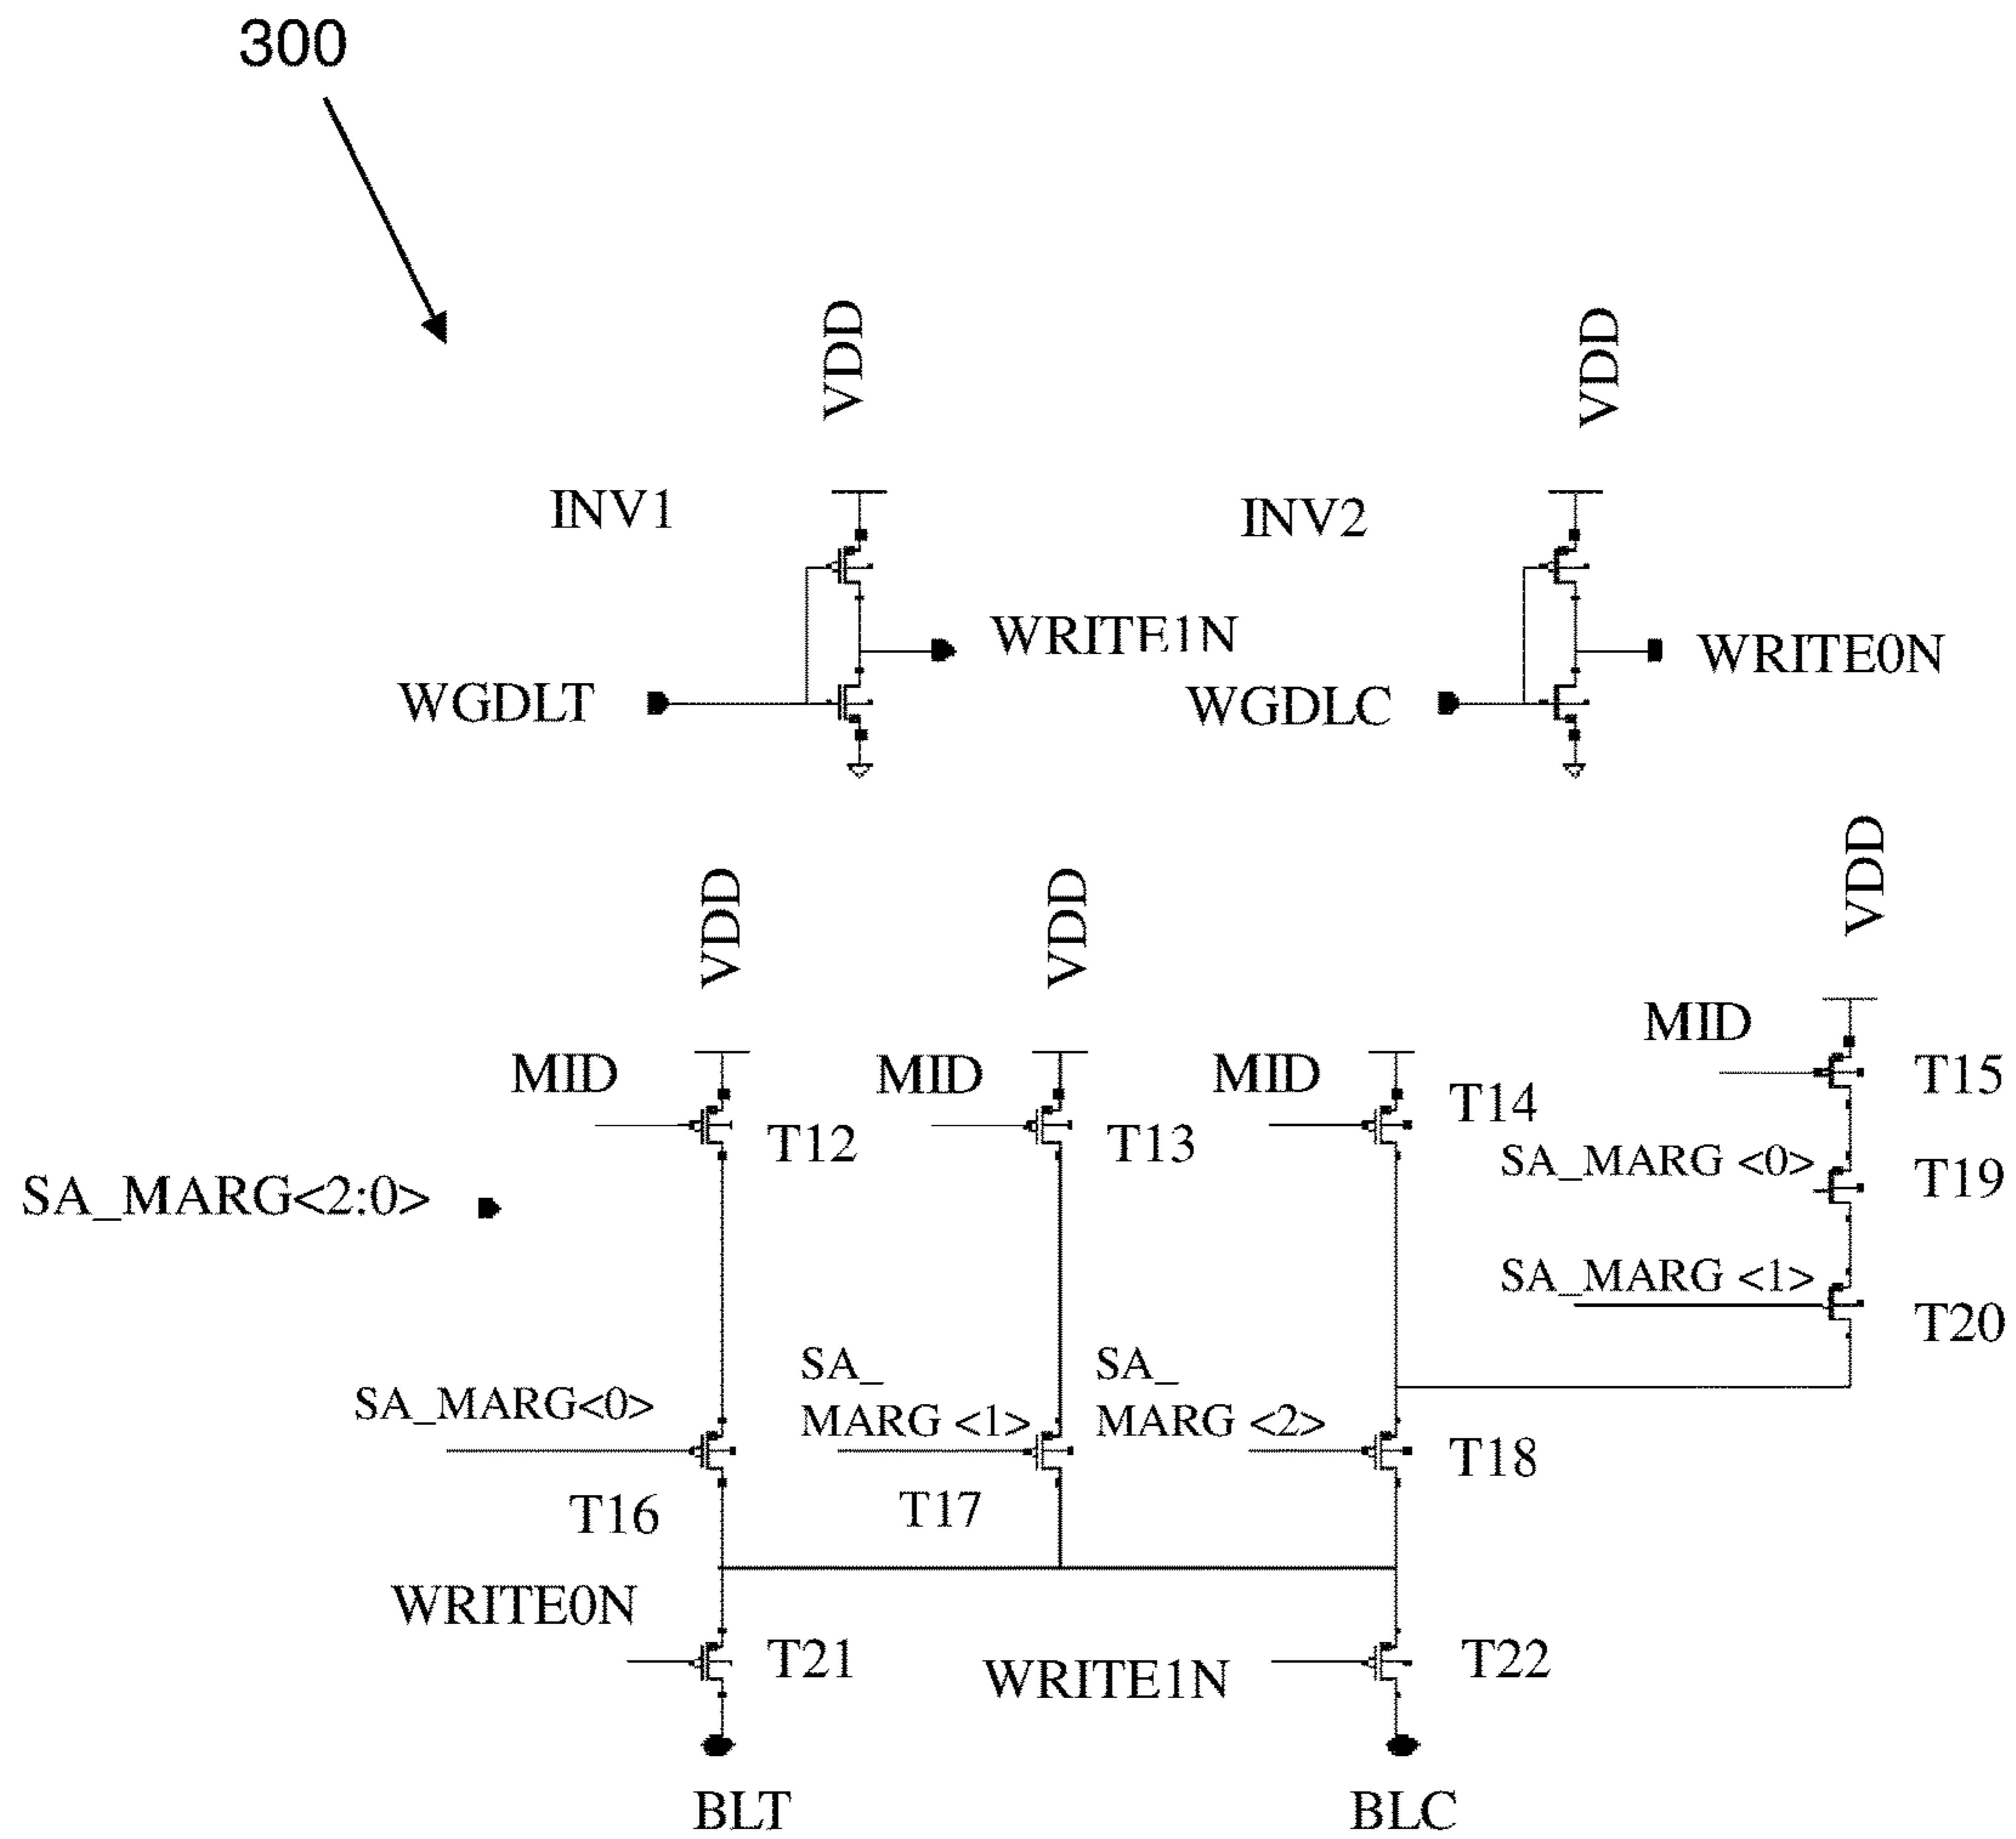 300
VDD
VDD
INV1
INV2
WRITE1N
WRITE0N
WGDLT
WGDLC
VDD
VDD
VDD
MID
MID
MID
MID
T12
T13
T14
T15
SA_MARG <0>
T19
SA_MARG<2:0>
SA_MARG <1>
T20
SA_MARG<0>
SA_
MARG <1>
SA_
MARG <2>
T16
T17
T18
WRITE0N
T21
WRITE1N
T22
BLT
BLC